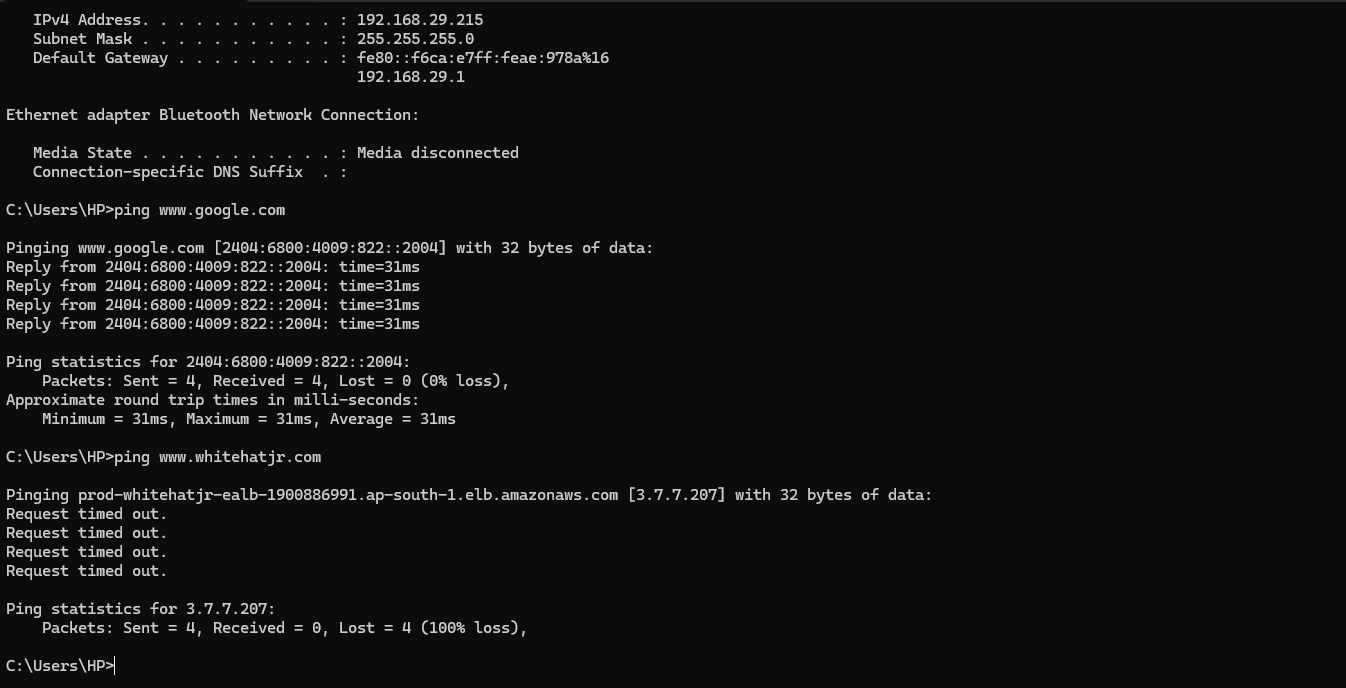 IPv4 Address. . . . . . . . . . . : 192.168.29.215
Subnet Mask . . . . . . . . . . . : 255.255.255.0
Default Gateway . . . . . . . . . : fe80::f6ca:e7ff:feae:978a%16
192.168.29.1
Ethernet adapter Bluetooth Network Connection:
Media State . . . . . . . . . . . : Media disconnected
Connection-specific DNS Suffix  . :
C:\Users\HP>ping www.google.com
Pinging www.google.com [2404:6800:4009:822::2004] with 32 bytes of data:
Reply from 2404:6800:4009:822::2004: time=31ms
Reply from 2404:6800:4009:822::2004: time=31ms
Reply from 2404:6800:4009:822::2004: time=31ms
Reply from 2404:6800:4009:822::2004: time=31ms
Ping statistics for 2404:6800:4009:822::2004:
Packets: Sent = 4, Received = 4, Lost = 0 (0% loss),
Approximate round trip times in milli-seconds:
Minimum = 31ms, Maximum = 31ms, Average = 31ms
C:\Users\HP>ping www.whitehatjr.com
Pinging prod-whitehatjr-ealb-1900886991.ap-south-1.elb.amazonaws.com [3.7.7.207] with 32 bytes of data:
Request timed out.
Request timed out.
Request timed out.
Request timed out.
Ping statistics for 3.7.7.207:
Packets: Sent = 4, Received = 0, Lost = 4 (100% loss),
C:\Users\HP>